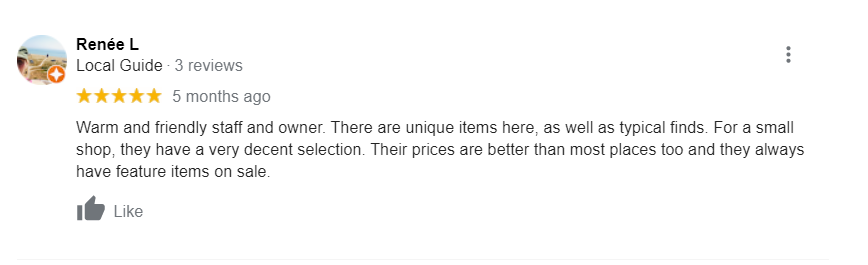 Renée L
Local Guide · 3 reviews
5 months ago
Warm and friendly staff and owner. There are unique items here, as well as typical finds. For a small
shop, they have a very decent selection. Their prices are better than most places too and they always
have feature items on sale.
Like